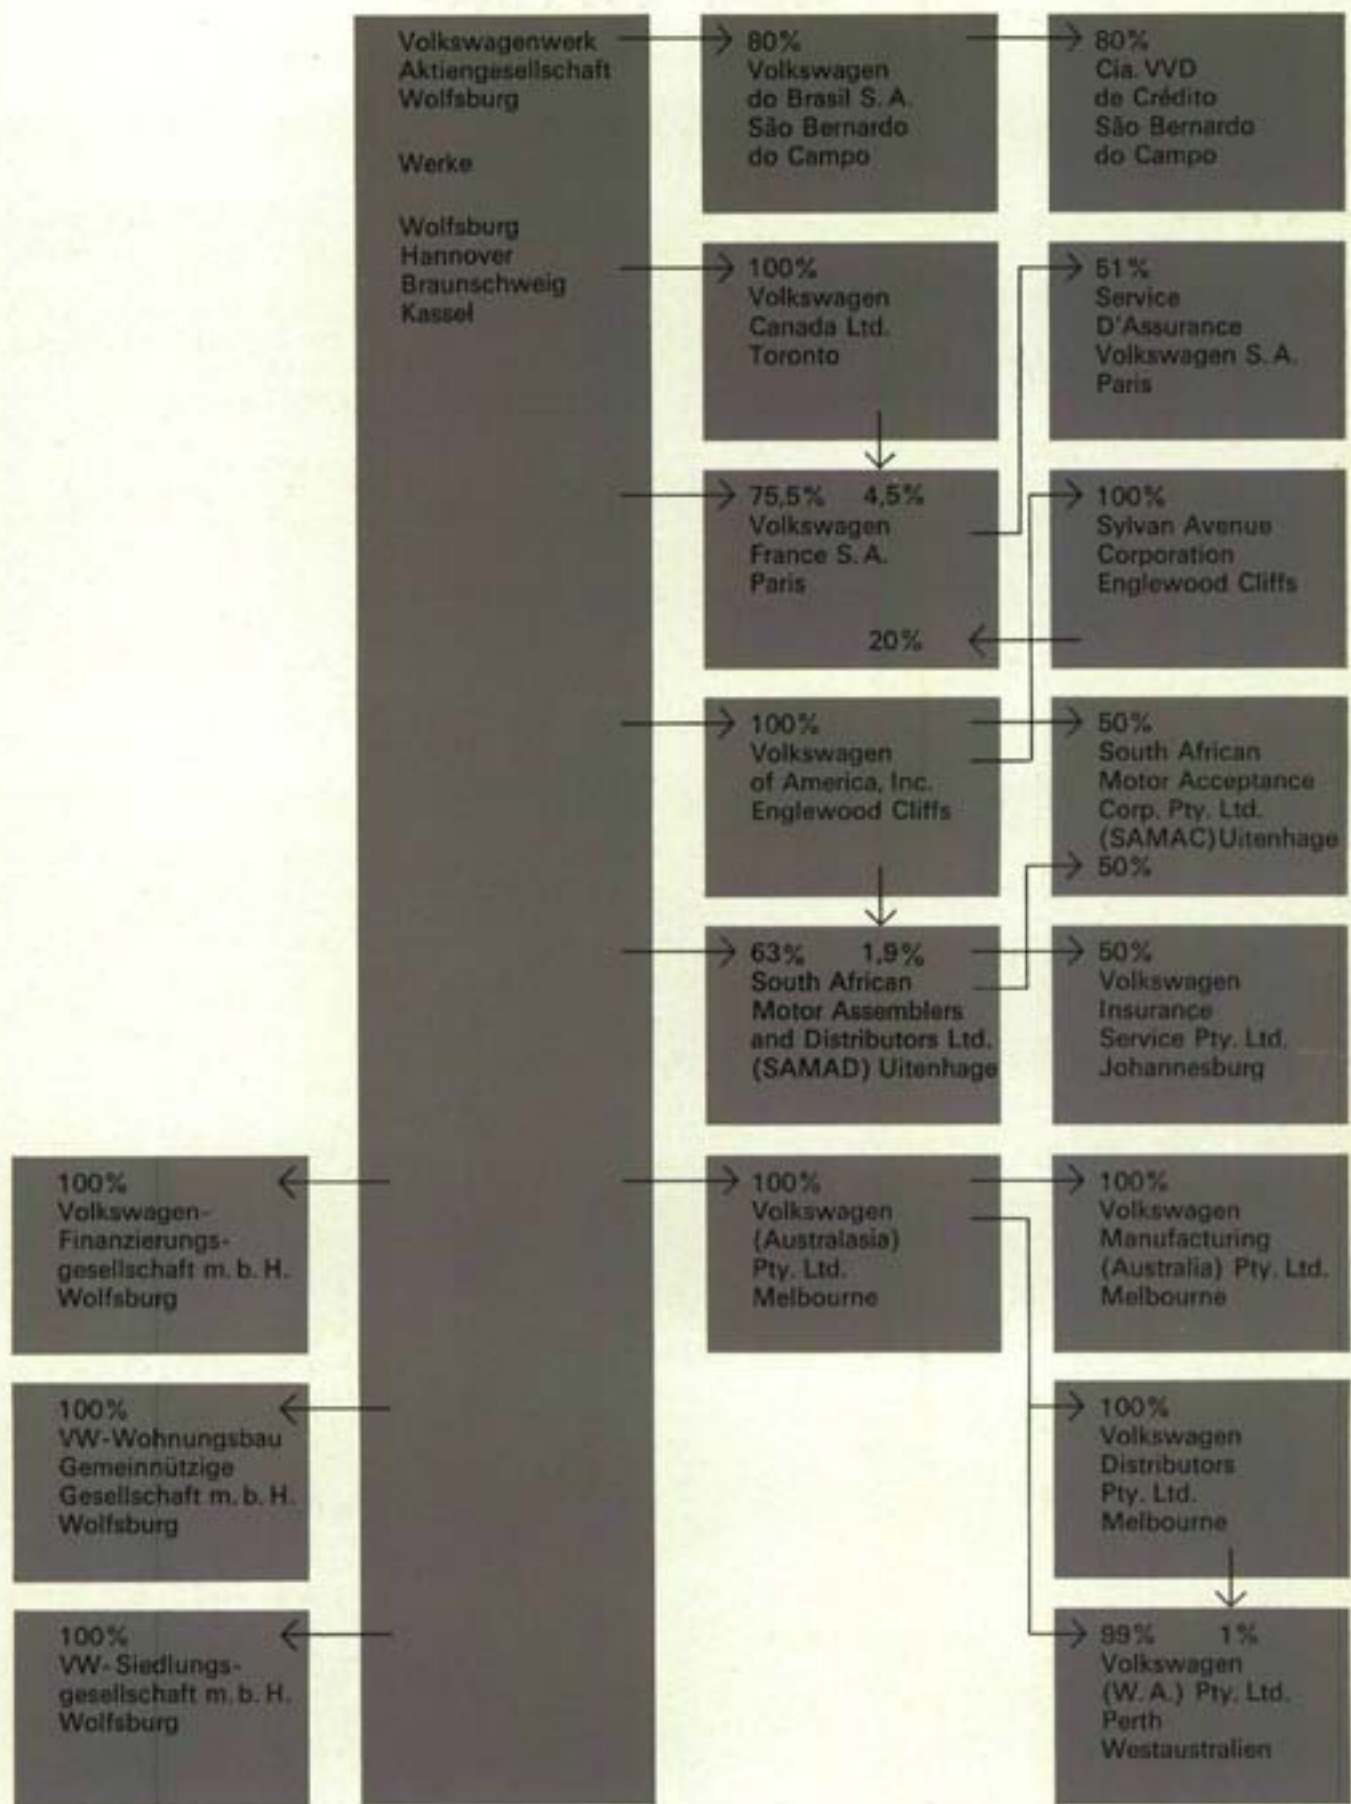 Volkswagenwerk
Aktiengesellschaft
Wolfsburg
Werke
Wolfsburg
Hannover
Braunschweig
Kassel
80%
Volkswagen
do Brasil S. A.
São Bernardo
do Campo
80%
Cia. VVD
de Crédito
São Bernardo
do Campo
100%
Volkswagen
Canada Ltd.
Toronto
51%
Service
D'Assurance
Volkswagen S. A.
Paris
75,5% 4,5%
Volkswagen
France S. A.
Paris
20%
100%
Sylvan Avenue
Corporation
Englewood Cliffs
100%
Volkswagen
of America, Inc.
Englewood Cliffs
50%
South African
Motor Acceptance
Corp. Pty. Ltd.
(SAMAC) Uitenhage
50%
63% 1,9%
South African
Motor Assemblers
and Distributors Ltd.
(SAMAD) Uitenhage
50%
Volkswagen
Insurance
Service Pty. Ltd.
Johannesburg
100%
Volkswagen-
Finanzierungs-
gesellschaft m. b. H.
Wolfsburg
100%
Volkswagen
(Australasia)
Pty. Ltd.
Melbourne
100%
Volkswagen
Manufacturing
(Australia) Pty. Ltd.
Melbourne
100%
VW-Wohnungsbau
Gemeinnützige
Gesellschaft m. b. H.
Wolfsburg
100%
Volkswagen
Distributors
Pty. Ltd.
Melbourne
100%
VW-Siedlungs-
gesellschaft m. b. H.
Wolfsburg
99% 1%
Volkswagen
(W. A.) Pty. Ltd.
Perth
Westaustralien